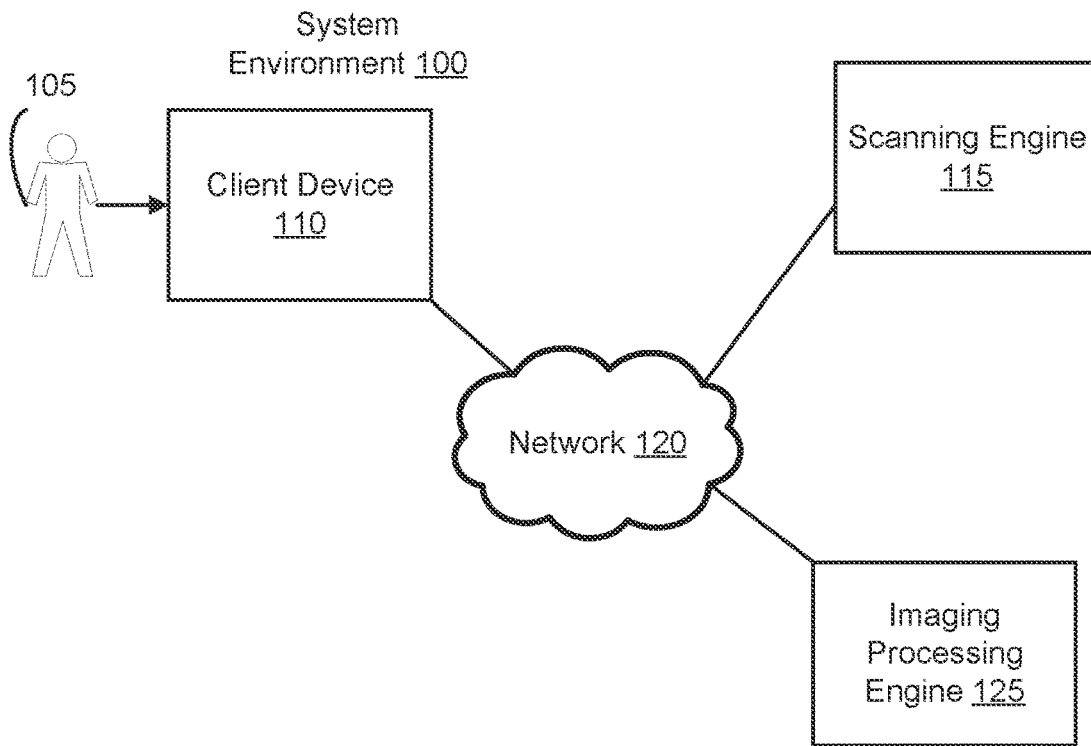 System
Environment 100
105
Client Device
110
Scanning Engine
115
Network 120
Imaging
Processing
Engine 125